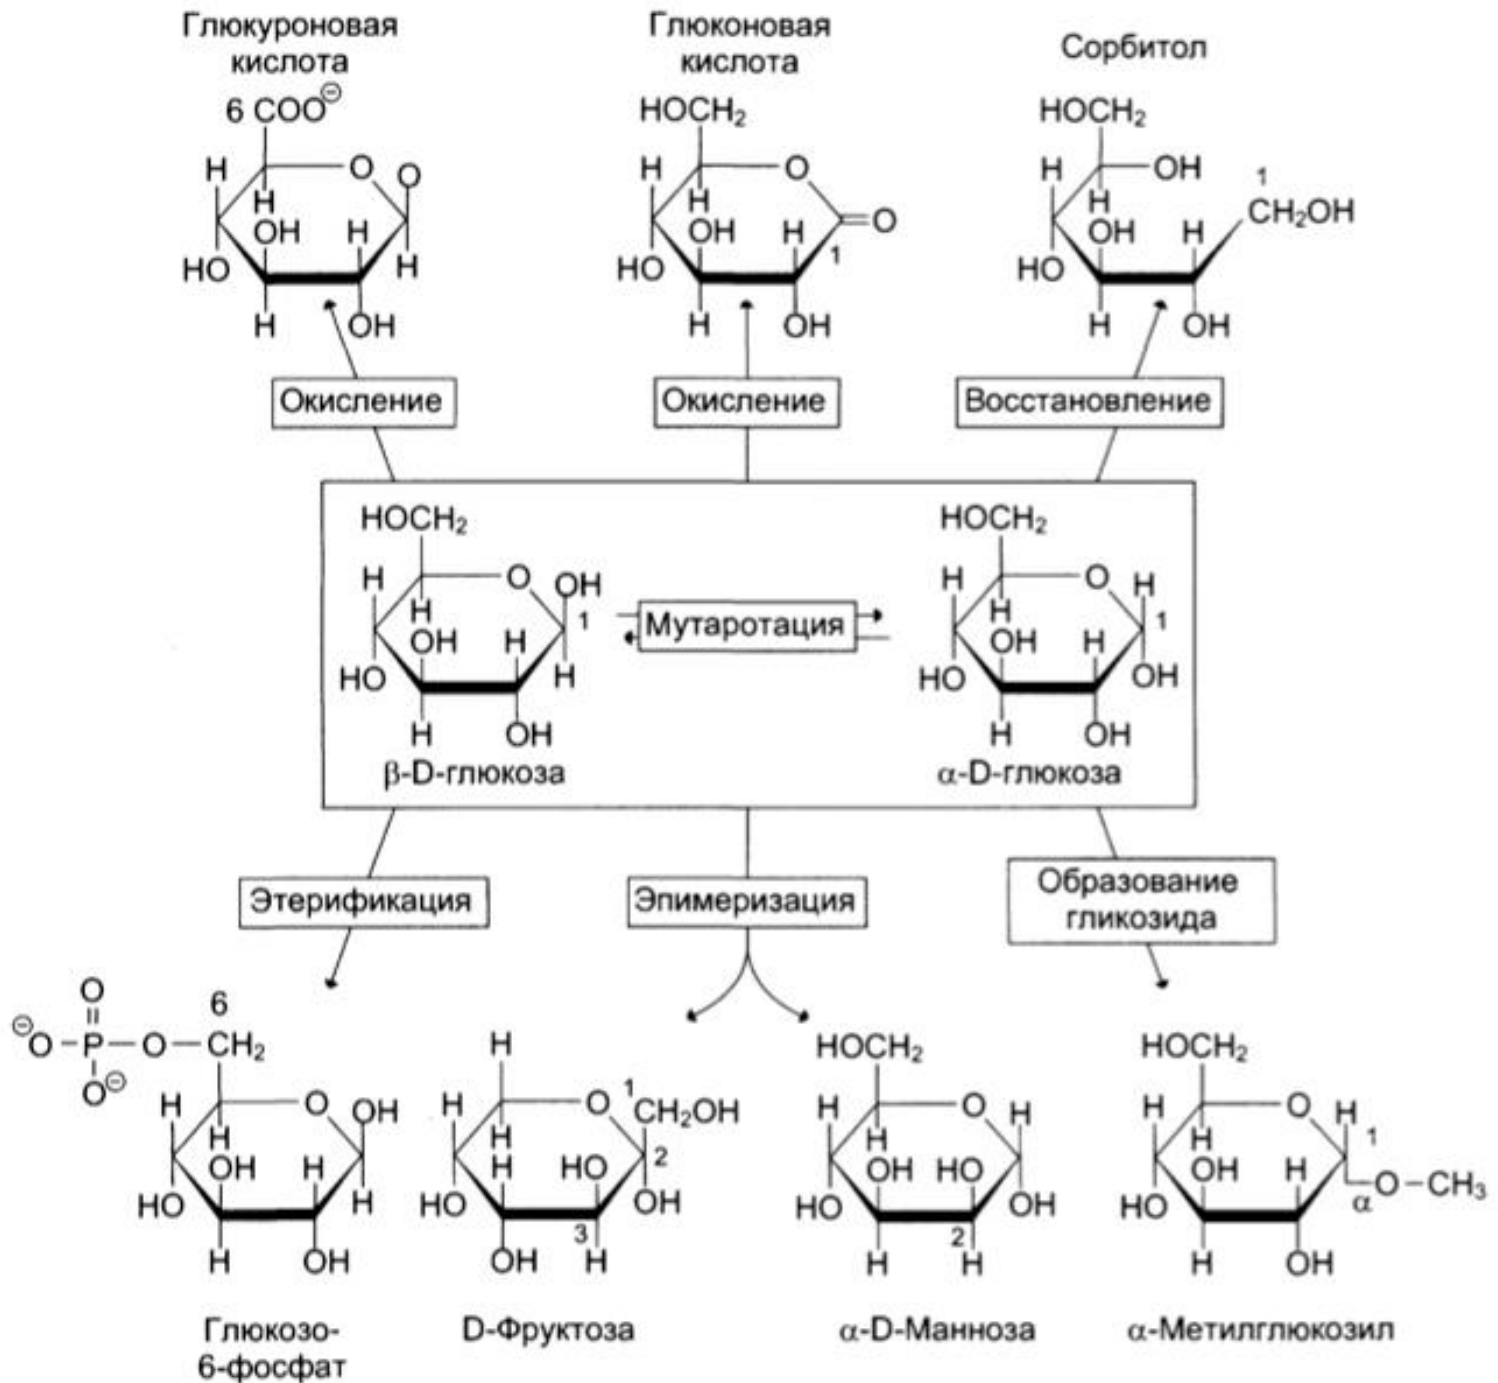 Глюкуроновая
кислота
6 COO⊖
H
O
O
H
OH
H
HO
H
H
OH
Глюконовая
кислота
HOCH₂
H
O
H
OH
H
=O
1
HO
H
OH
Сорбитол
HOCH₂
H
OH
1
H
CH₂OH
OH
H
HO
H
OH
Окисление
Окисление
Восстановление
HOCH₂
H
O
OH
H
1
OH
H
HO
H
H
OH
β-D-глюкоза
Мутаротация
HOCH₂
H
O
H
H
1
OH
H
HO
OH
H
OH
α-D-глюкоза
Этерификация
Эпимеризация
Образование
гликозида
O
6
⊖O–P–O–CH₂
O⊖
H
O
OH
H
OH
H
HO
H
H
OH
Глюкозо-
6-фосфат
H
H
O
1
CH₂OH
H
H
HO
2
HO
OH
3
OH
H
D-Фруктоза
HOCH₂
H
O
H
H
OH
HO
HO
OH
2
H
H
α-D-Манноза
HOCH₂
H
O
H
H
1
OH
H
O–CH₃
HO
α
H
OH
α-Метилглюкозил